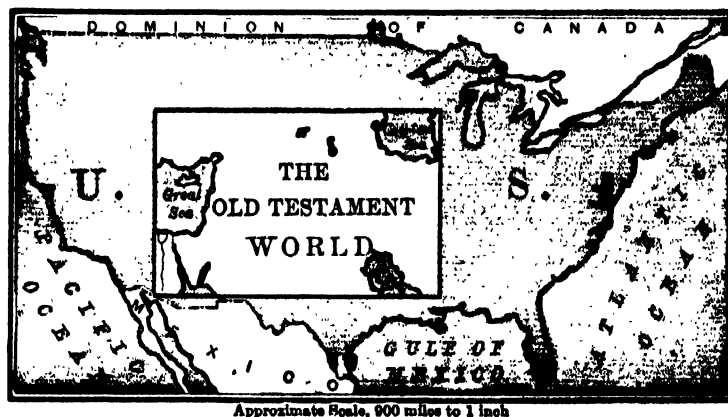 DOMINION OF CANADA
U. S.
THE
OLD TESTAMENT
WORLD
Great
Sea
PACIFIC
OCEAN
MEXICO
GULF OF
MEXICO
ATLANTIC
OCEAN
Approximate Scale, 900 miles to 1 inch